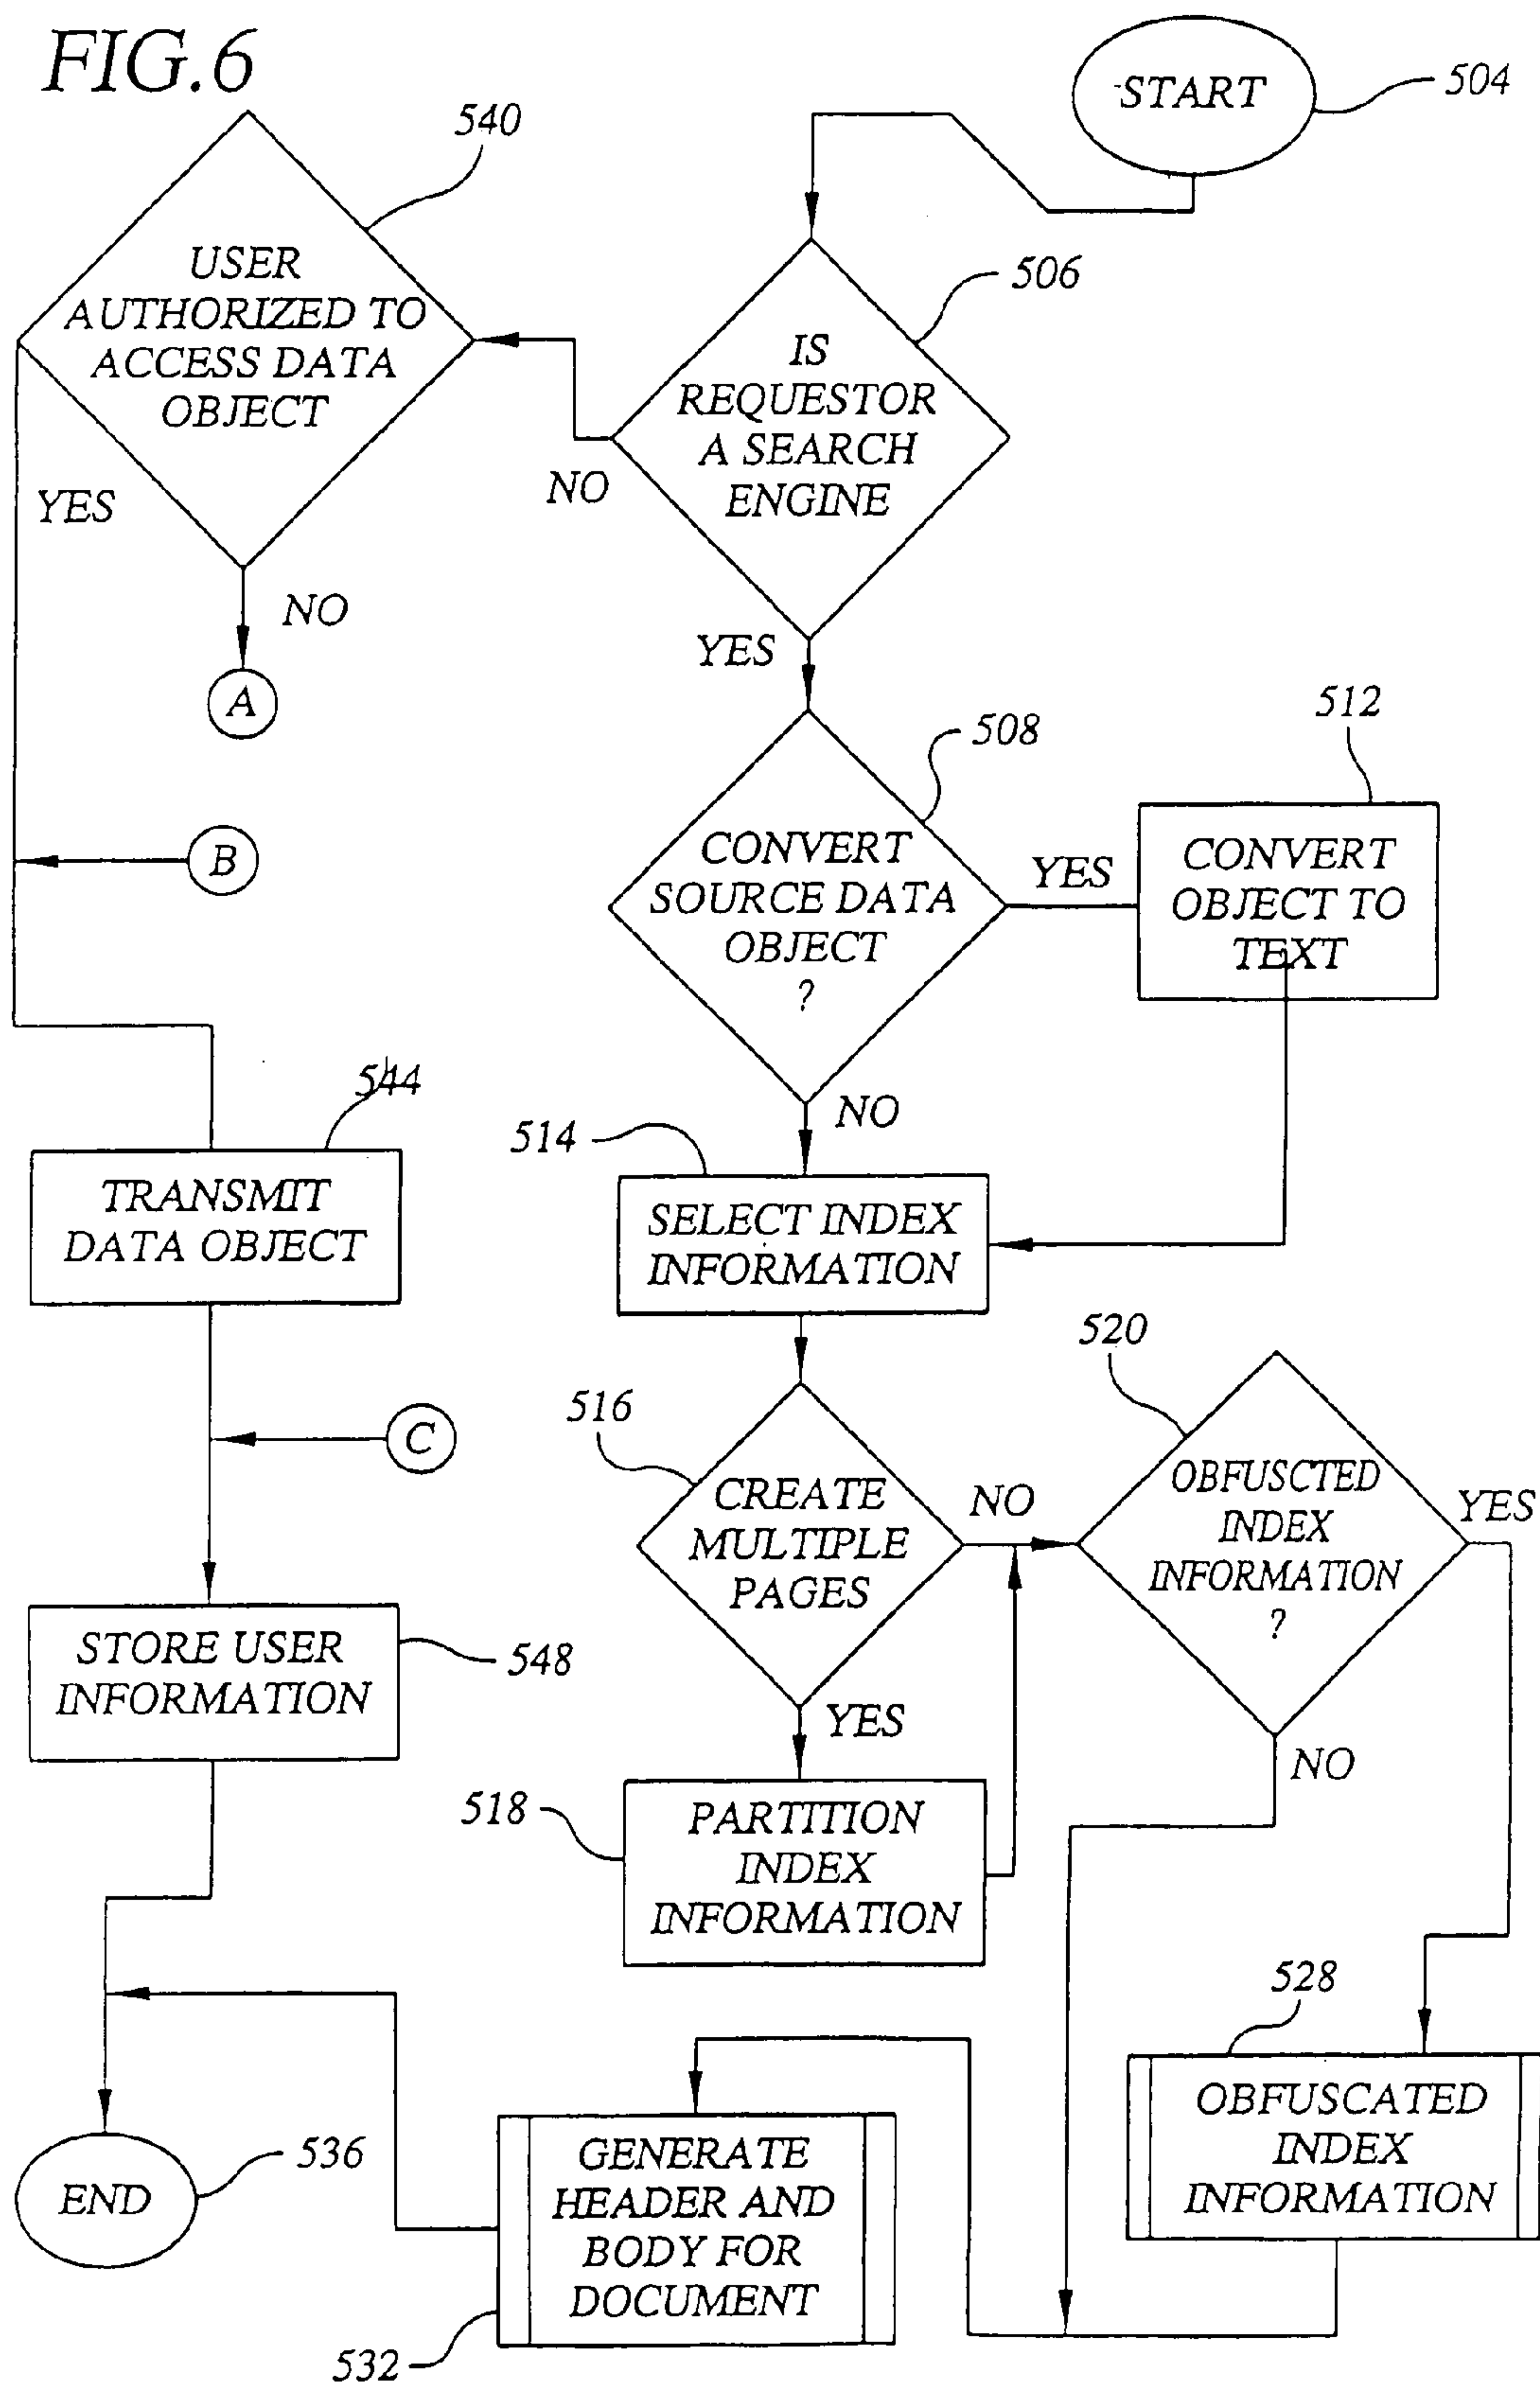 FIG.6
START
504
540
USER
AUTHORIZED TO
ACCESS DATA
OBJECT
506
IS
REQUESTOR
A SEARCH
ENGINE
NO
YES
NO
A
YES
508
512
CONVERT
SOURCE DATA
OBJECT
?
YES
CONVERT
OBJECT TO
TEXT
B
NO
544
TRANSMIT
DATA OBJECT
514
SELECT INDEX
INFORMATION
C
516
CREATE
MULTIPLE
PAGES
NO
520
OBFUSCTED
INDEX
INFORMATION
?
YES
STORE USER
INFORMATION
548
YES
NO
518
PARTITION
INDEX
INFORMATION
528
OBFUSCATED
INDEX
INFORMATION
END
536
GENERATE
HEADER AND
BODY FOR
DOCUMENT
532